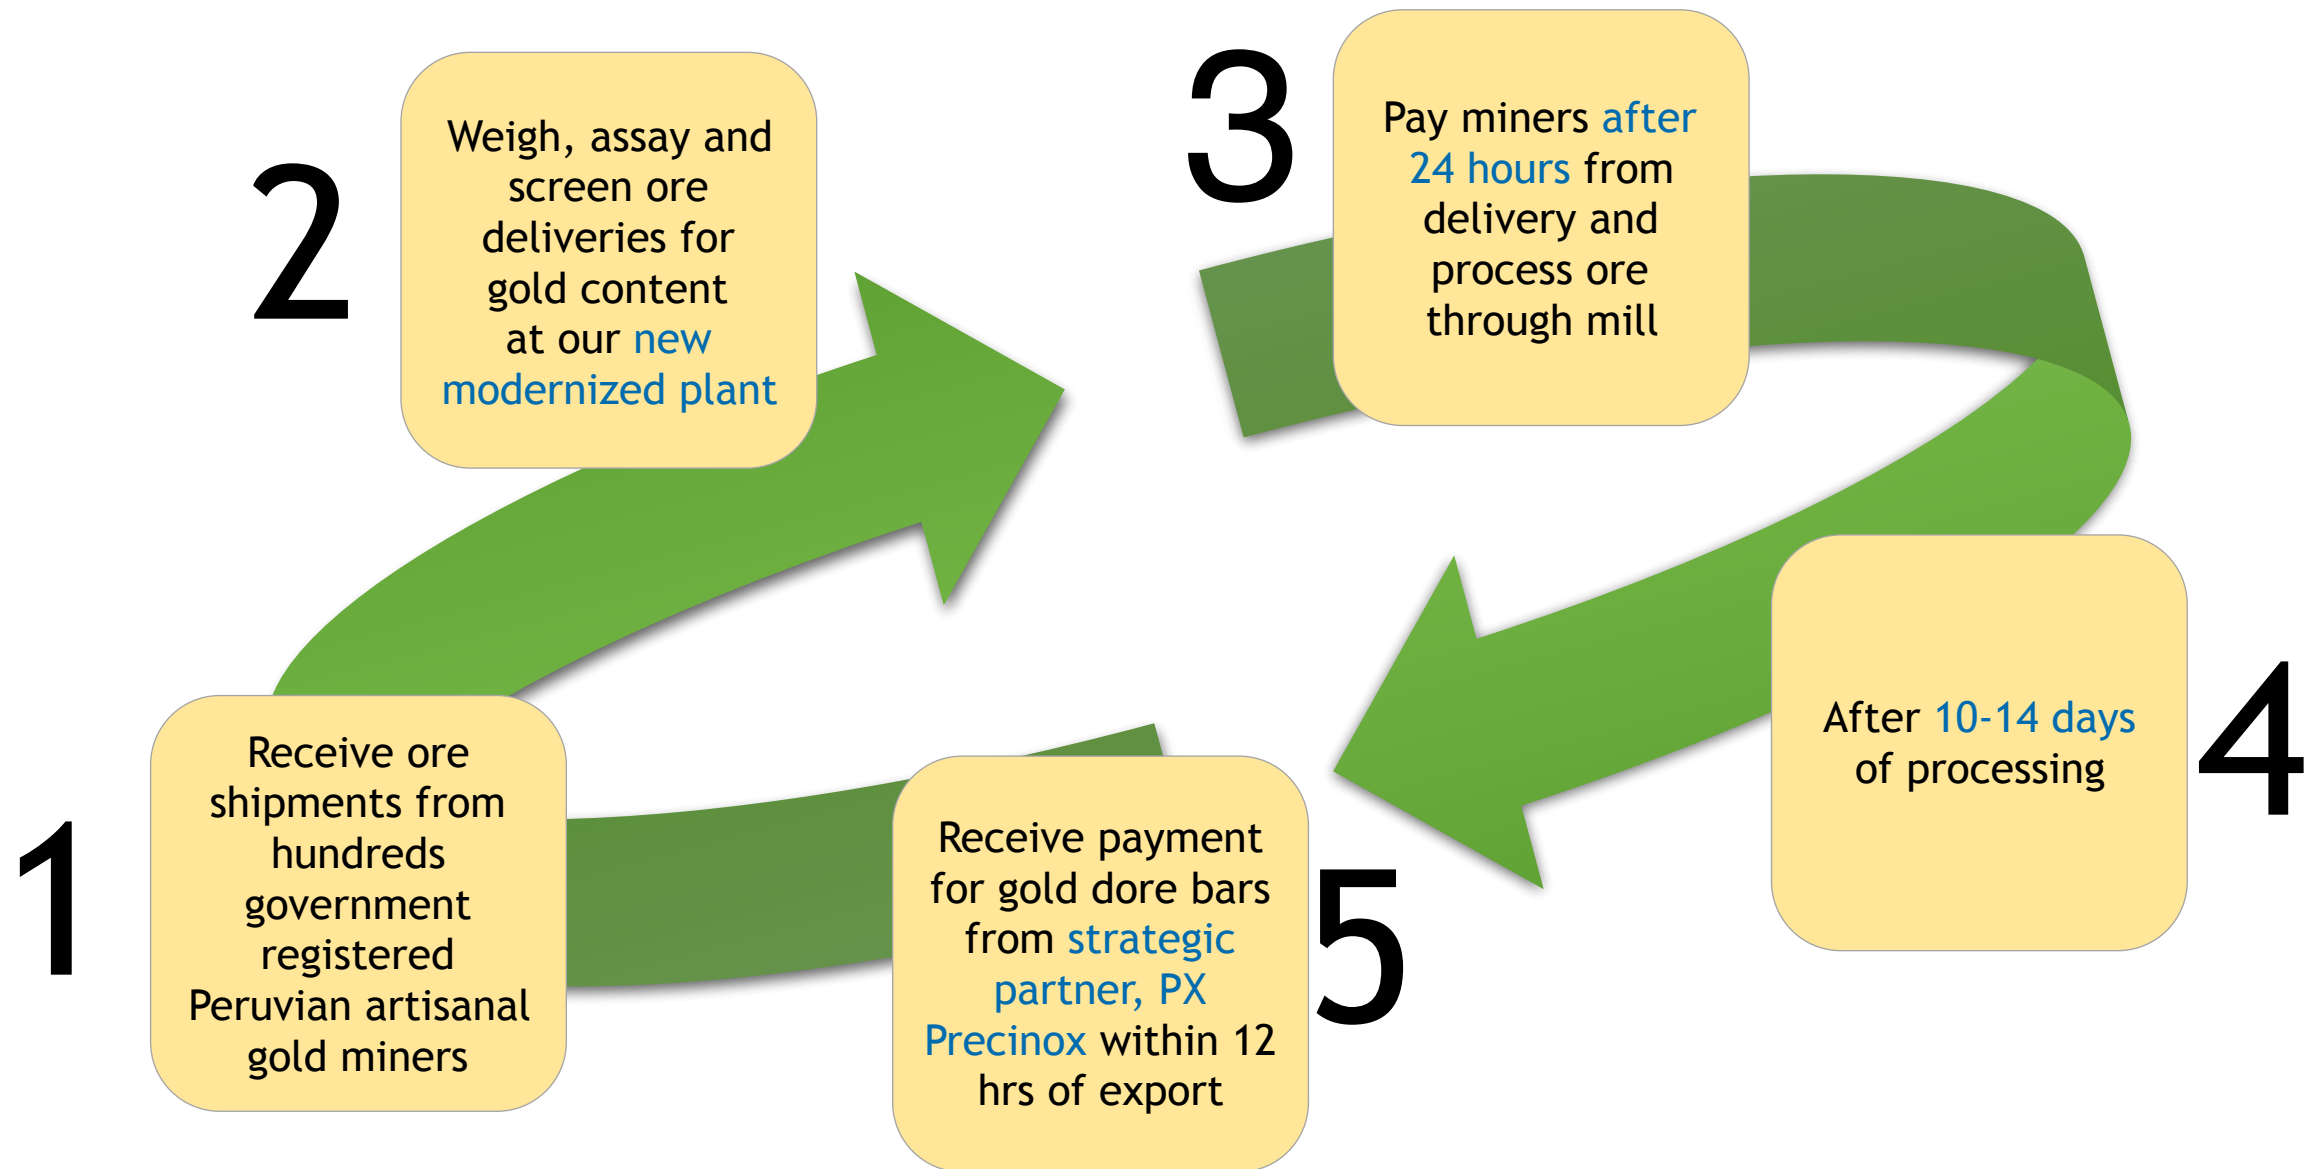 1
Receive ore
shipments from
hundreds
government
registered
Peruvian artisanal
gold miners
2
Weigh, assay and
screen ore
deliveries for
gold content
at our new
modernized plant
3
Pay miners after
24 hours from
delivery and
process ore
through mill
4
After 10-14 days
of processing
5
Receive payment
for gold dore bars
from strategic
partner, PX
Precinox within 12
hrs of export